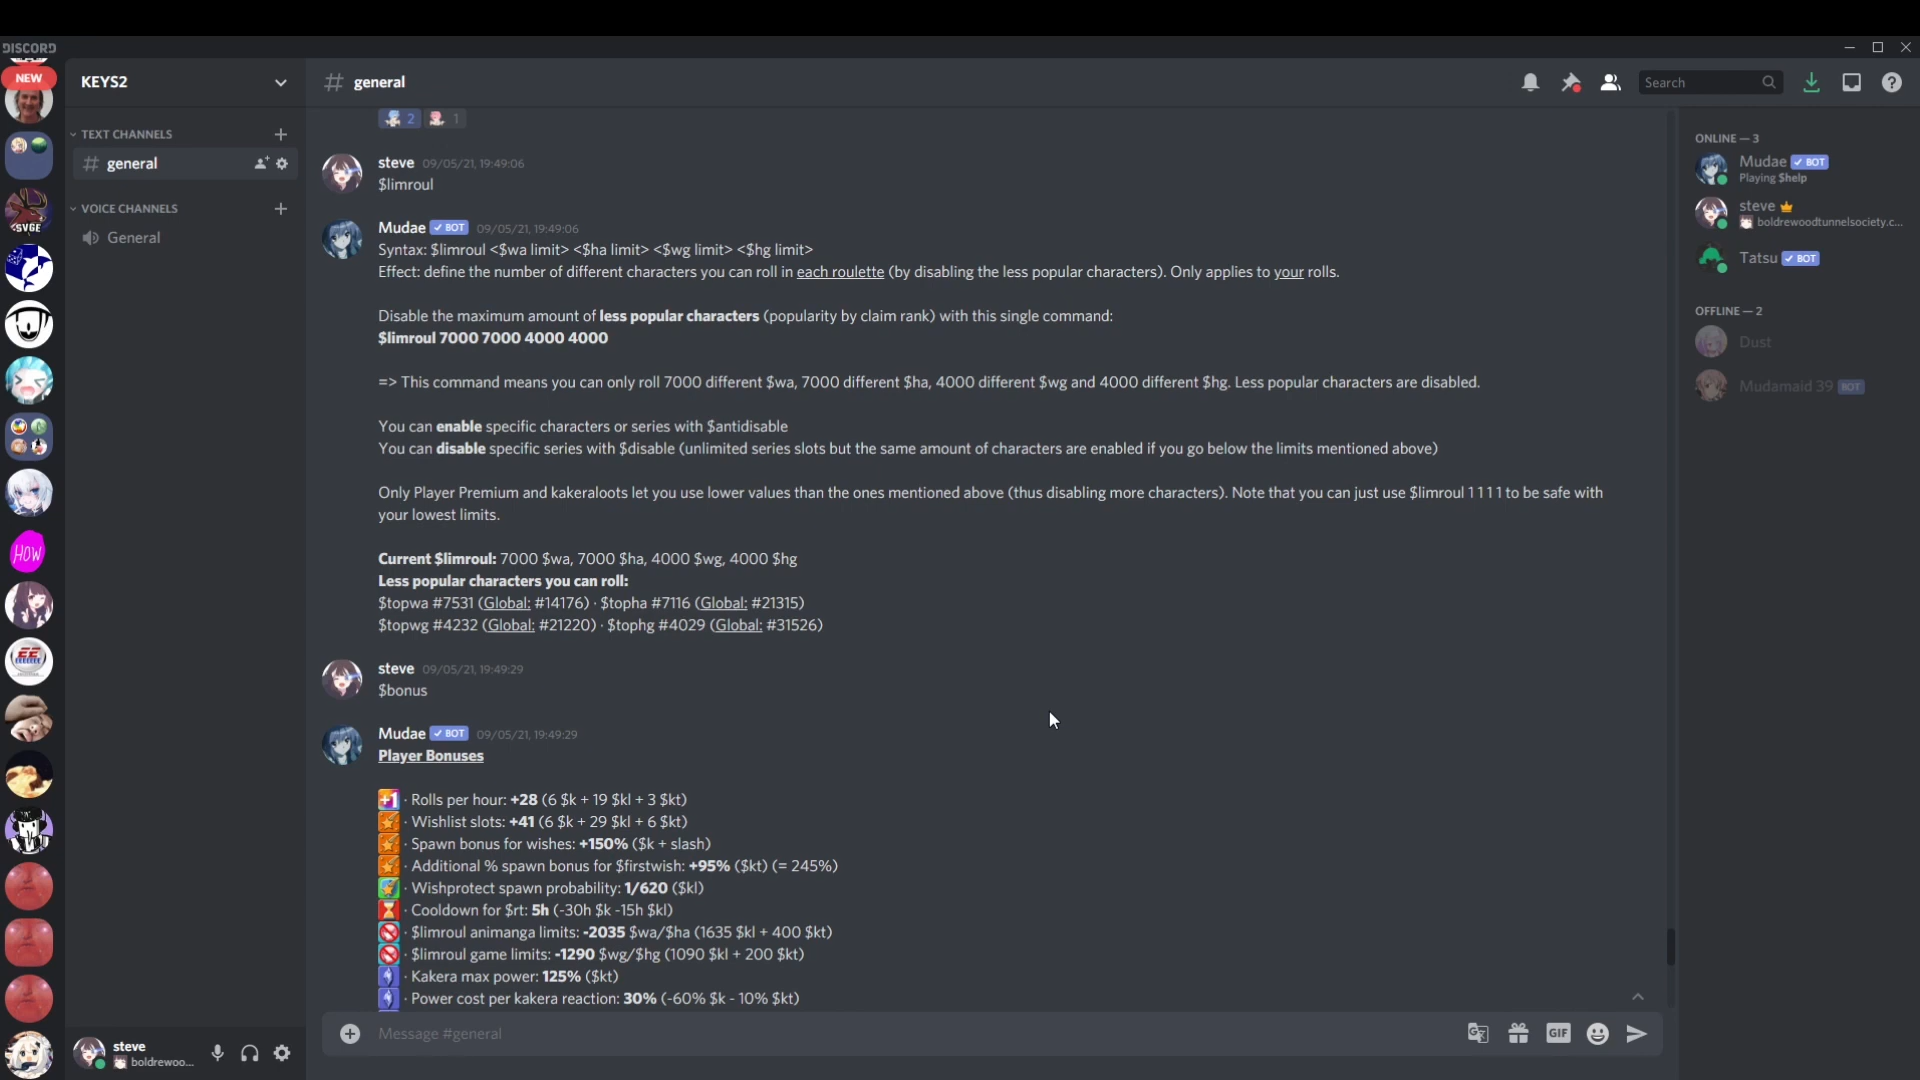 DISCORD
NEW
KEYS2
general
Search
TEXT CHANNELS
general
VOICE CHANNELS
General
2 1
steve 09/05/21, 19:49:06
$limroul
Mudae BOT 09/05/21, 19:49:06
Syntax: $limroul <$wa limit> <$ha limit> <$wg limit> <$hg limit>
Effect: define the number of different characters you can roll in each roulette (by disabling the less popular characters). Only applies to your rolls.
Disable the maximum amount of less popular characters (popularity by claim rank) with this single command:
$limroul 7000 7000 4000 4000
=> This command means you can only roll 7000 different $wa, 7000 different $ha, 4000 different $wg and 4000 different $hg. Less popular characters are disabled.
You can enable specific characters or series with $antidisable
You can disable specific series with $disable (unlimited series slots but the same amount of characters are enabled if you go below the limits mentioned above)
Only Player Premium and kakeraloots let you use lower values than the ones mentioned above (thus disabling more characters). Note that you can just use $limroul 1 1 1 1 to be safe with
your lowest limits.
Current $limroul: 7000 $wa, 7000 $ha, 4000 $wg, 4000 $hg
Less popular characters you can roll:
$topwa #7531 (Global: #14176) · $topha #7116 (Global: #21315)
$topwg #4232 (Global: #21220) · $tophg #4029 (Global: #31526)
steve 09/05/21, 19:49:29
$bonus
Mudae BOT 09/05/21, 19:49:29
Player Bonuses
+1 · Rolls per hour: +28 (6 $k + 19 $kl + 3 $kt)
· Wishlist slots: +41 (6 $k + 29 $kl + 6 $kt)
· Spawn bonus for wishes: +150% ($k + slash)
· Additional % spawn bonus for $firstwish: +95% ($kt) (= 245%)
· Wishprotect spawn probability: 1/620 ($kl)
· Cooldown for $rt: 5h (-30h $k -15h $kl)
· $limroul animanga limits: -2035 $wa/$ha (1635 $kl + 400 $kt)
· $limroul game limits: -1290 $wg/$hg (1090 $kl + 200 $kt)
· Kakera max power: 125% ($kt)
· Power cost per kakera reaction: 30% (-60% $k - 10% $kt)
Message #general
GIF
ONLINE — 3
Mudae BOT
Playing $help
steve
boldrewoodtunnelsociety.c...
Tatsu BOT
OFFLINE — 2
Dust
Mudamaid 39 BOT
SVGE
HOW
EE
steve
boldrewoo...